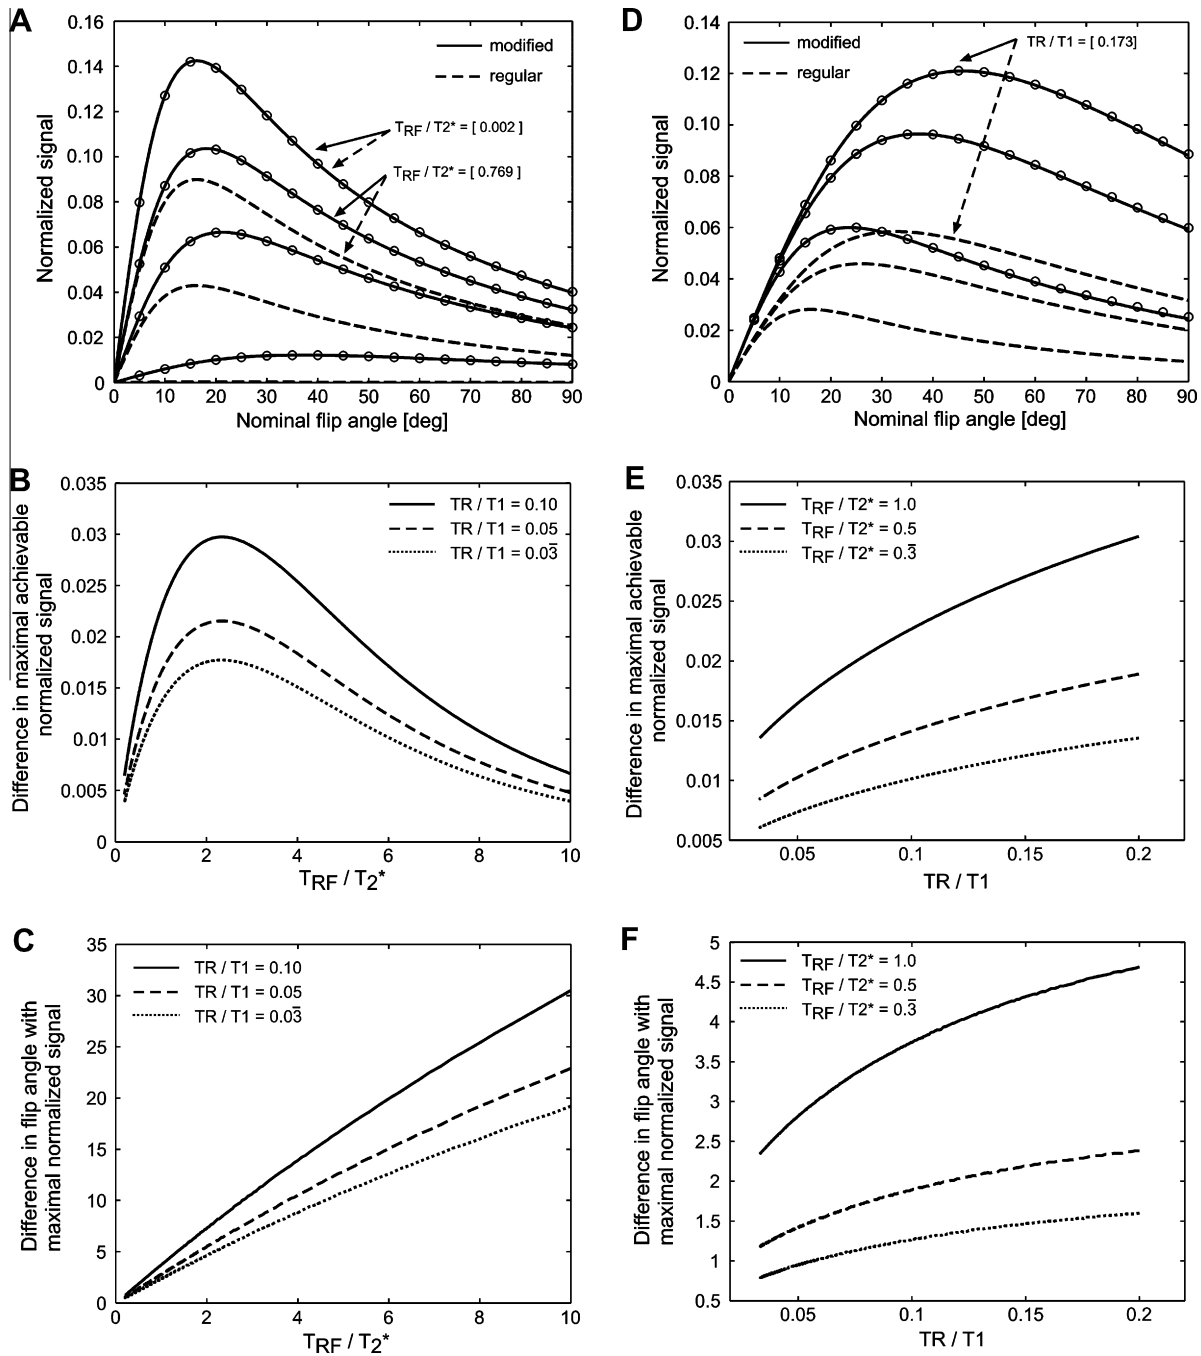 A
0.16
0.14
0.12
0.10
0.08
0.06
0.04
0.02
0
Normalized signal
modified
regular
TRF / T2* = [ 0.002 ]
TRF / T2* = [ 0.769 ]
0 10 20 30 40 50 60 70 80 90
Nominal flip angle [deg]
D
0.14
0.12
0.10
0.08
0.06
0.04
0.02
0
Normalized signal
modified
regular
TR / T1 = [ 0.173]
0 10 20 30 40 50 60 70 80 90
Nominal flip angle [deg]
B
0.035
0.03
0.025
0.02
0.015
0.01
0.005
0
Difference in maximal achievable
normalized signal
TR / T1 = 0.10
TR / T1 = 0.05
TR / T1 = 0.03̅
0 2 4 6 8 10
TRF / T2*
E
0.035
0.03
0.025
0.02
0.015
0.01
0.005
Difference in maximal achievable
normalized signal
TRF / T2* = 1.0
TRF / T2* = 0.5
TRF / T2* = 0.3̅
0.05 0.1 0.15 0.2
TR / T1
C
35
30
25
20
15
10
5
0
Difference in flip angle with
maximal normalized signal
TR / T1 = 0.10
TR / T1 = 0.05
TR / T1 = 0.03̅
0 2 4 6 8 10
TRF / T2*
F
5
4.5
4
3.5
3
2.5
2
1.5
1
0.5
Difference in flip angle with
maximal normalized signal
TRF / T2* = 1.0
TRF / T2* = 0.5
TRF / T2* = 0.3̅
0.05 0.1 0.15 0.2
TR / T1